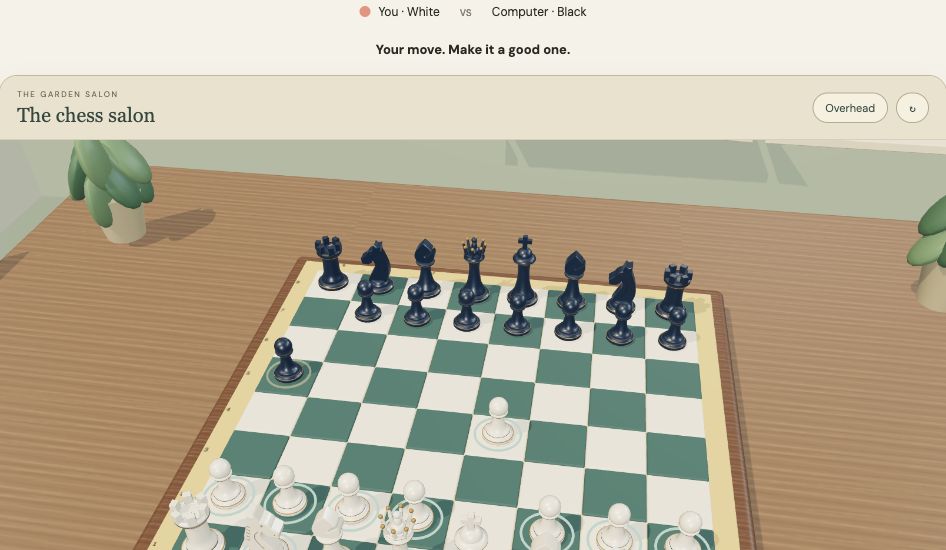 You · White vs Computer · Black
Your move. Make it a good one.
THE GARDEN SALON
The chess salon
Overhead
↻